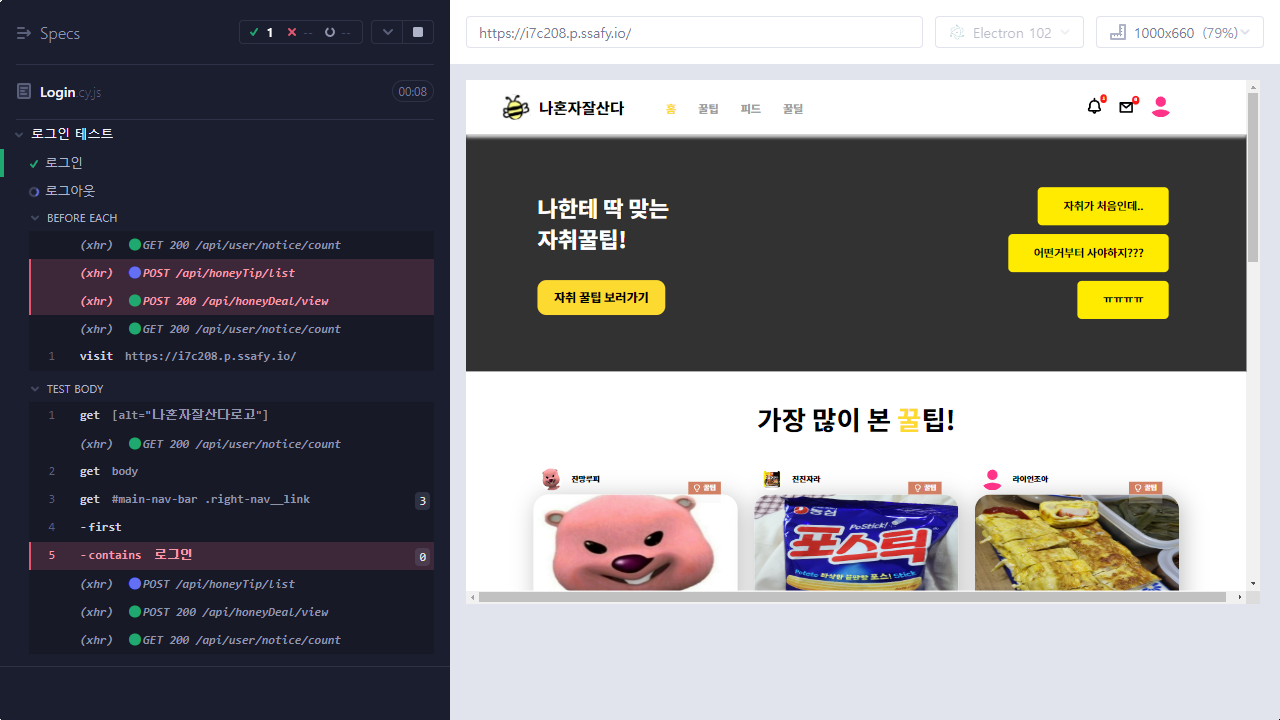 Specs
1 -- --
Login.cy.js
00:08
로그인 테스트
로그인
로그아웃
BEFORE EACH
(xhr) GET 200 /api/user/notice/count
(xhr) POST /api/honeyTip/list
(xhr) POST 200 /api/honeyDeal/view
(xhr) GET 200 /api/user/notice/count
1 visit https://i7c208.p.ssafy.io/
TEST BODY
1 get [alt="나혼자잘산다로고"]
(xhr) GET 200 /api/user/notice/count
2 get body
3 get #main-nav-bar .right-nav__link 3
4 -first
5 -contains 로그인 0
(xhr) POST /api/honeyTip/list
(xhr) POST 200 /api/honeyDeal/view
(xhr) GET 200 /api/user/notice/count
https://i7c208.p.ssafy.io/
Electron 102
1000x660 (79%)
나혼자잘산다 홈 꿀팁 피드 꿀딜
나한테 딱 맞는
자취꿀팁!
자취 꿀팁 보러가기
자취가 처음인데..
어떤거부터 사야하지???
ㅠㅠㅠㅠ
가장 많이 본 꿀팁!
잔망루피
꿀팁
진진자라
꿀팁
라이언조아
꿀팁
농심
PoStick!
포스틱